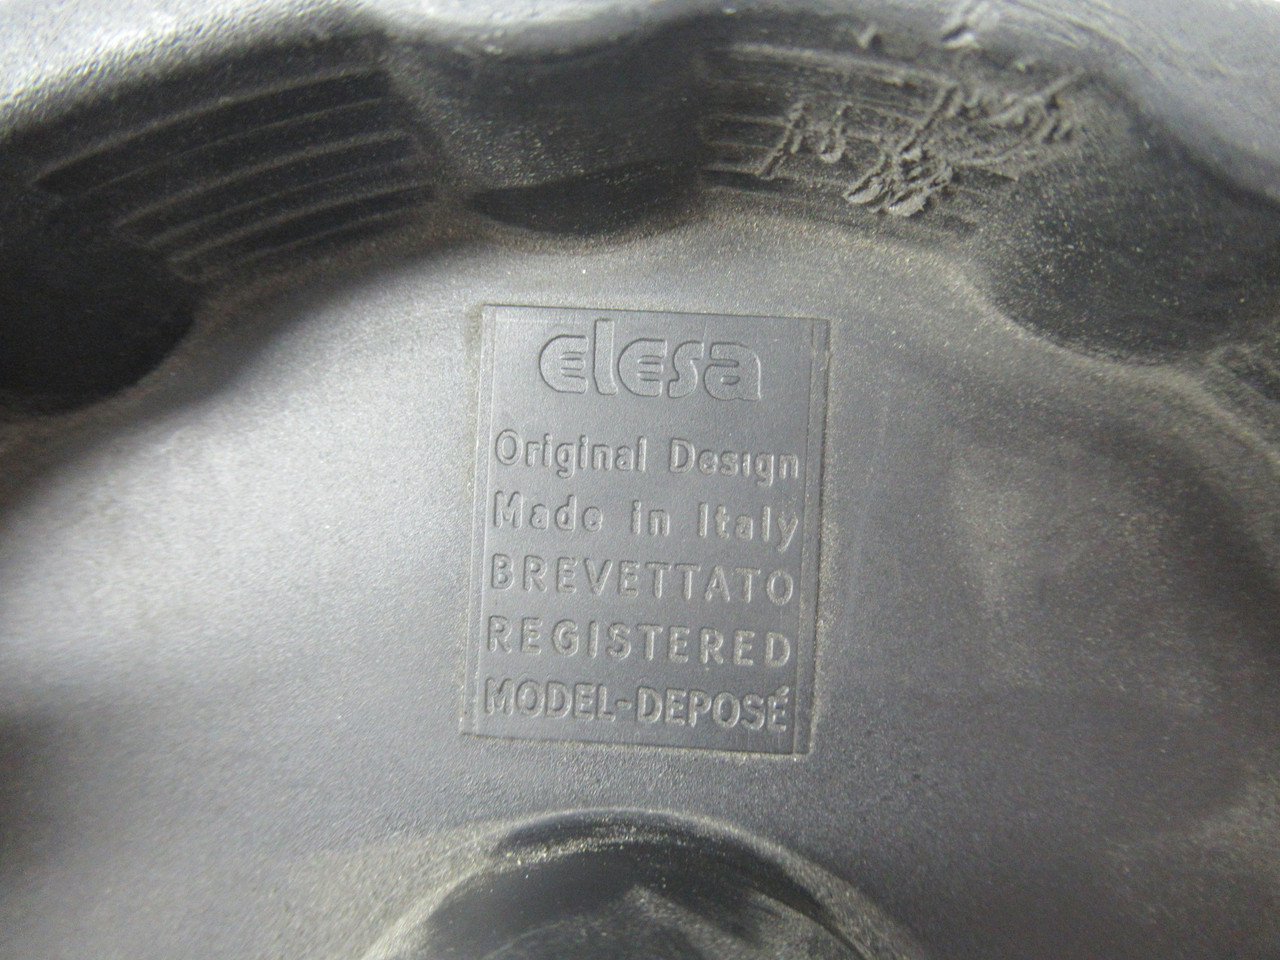 elesa
Original Design
Made in Italy
BREVETTATO
REGISTERED
MODEL-DEPOSÉ